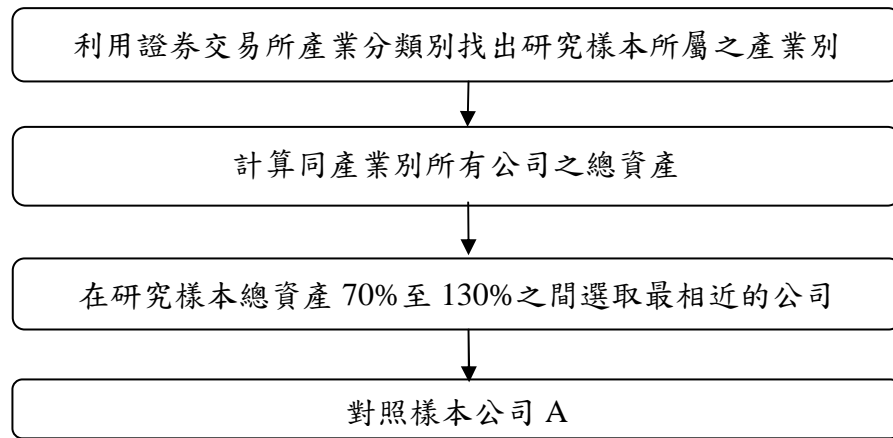 利用證券交易所產業分類別找出研究樣本所屬之產業別
計算同產業別所有公司之總資產
在研究樣本總資產 70%至 130%之間選取最相近的公司
對照樣本公司 A